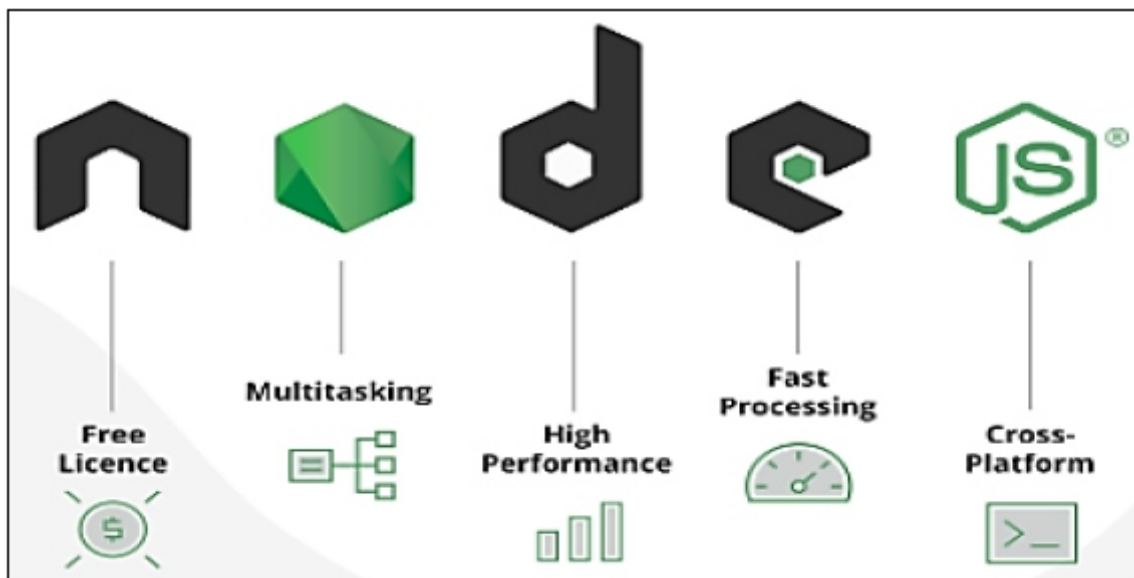 node JS®
Multitasking
Fast
Processing
Free
Licence
High
Performance
Cross-
Platform
$
>_